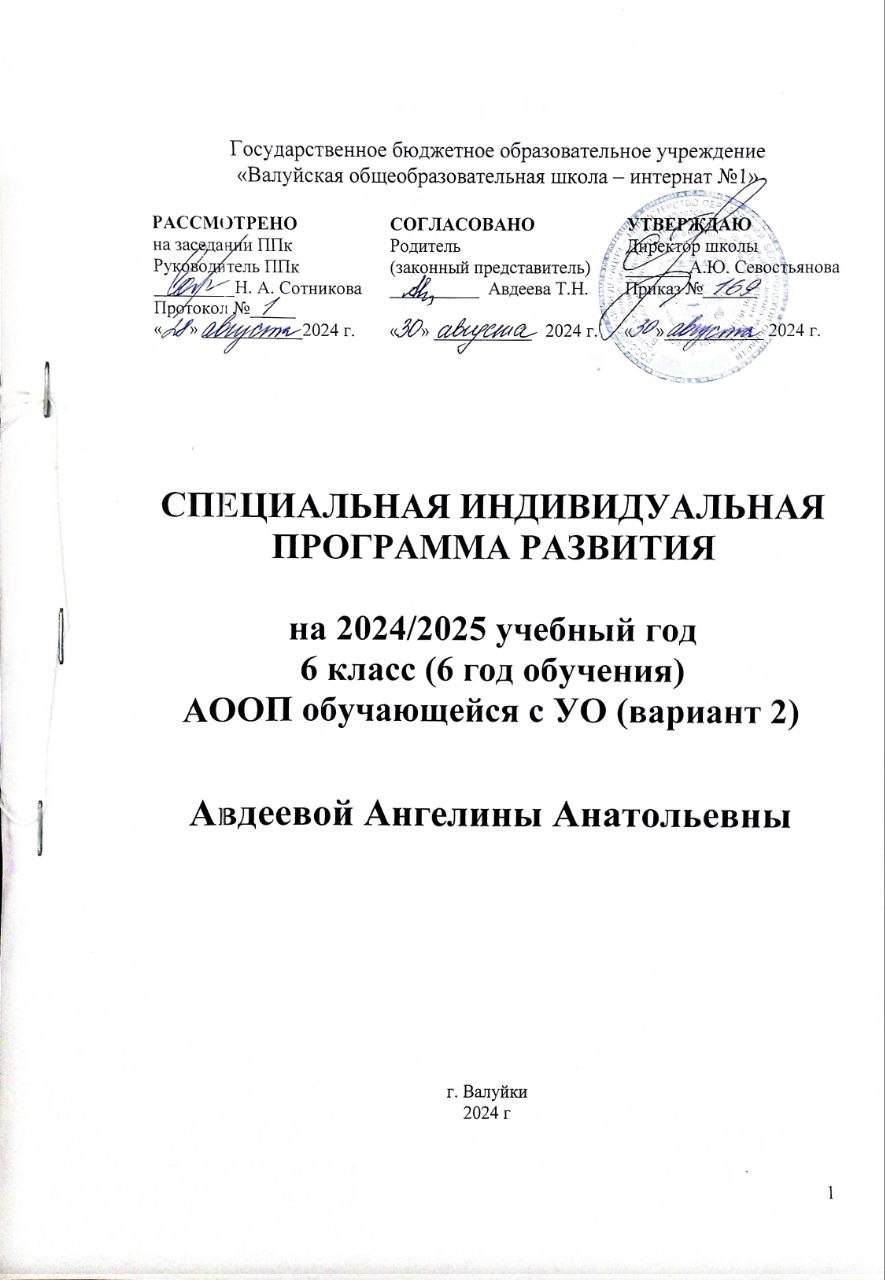 Государственное бюджетное образовательное учреждение
«Валуйская общеобразовательная школа – интернат №1»
РАССМОТРЕНО
на заседании ППк
Руководитель ППк
Н. А. Сотникова
Протокол № 1
«28» августа 2024 г.
СОГЛАСОВАНО
Родитель
(законный представитель)
Авдеева Т.Н.
«30» августа 2024 г.
УТВЕРЖДАЮ
Директор школы
А.Ю. Севостьянова
Приказ № 169
«30» августа 2024 г.
СПЕЦИАЛЬНАЯ ИНДИВИДУАЛЬНАЯ
ПРОГРАММА РАЗВИТИЯ
на 2024/2025 учебный год
6 класс (6 год обучения)
АООП обучающейся с УО (вариант 2)
Авдеевой Ангелины Анатольевны
г. Валуйки
2024 г
1